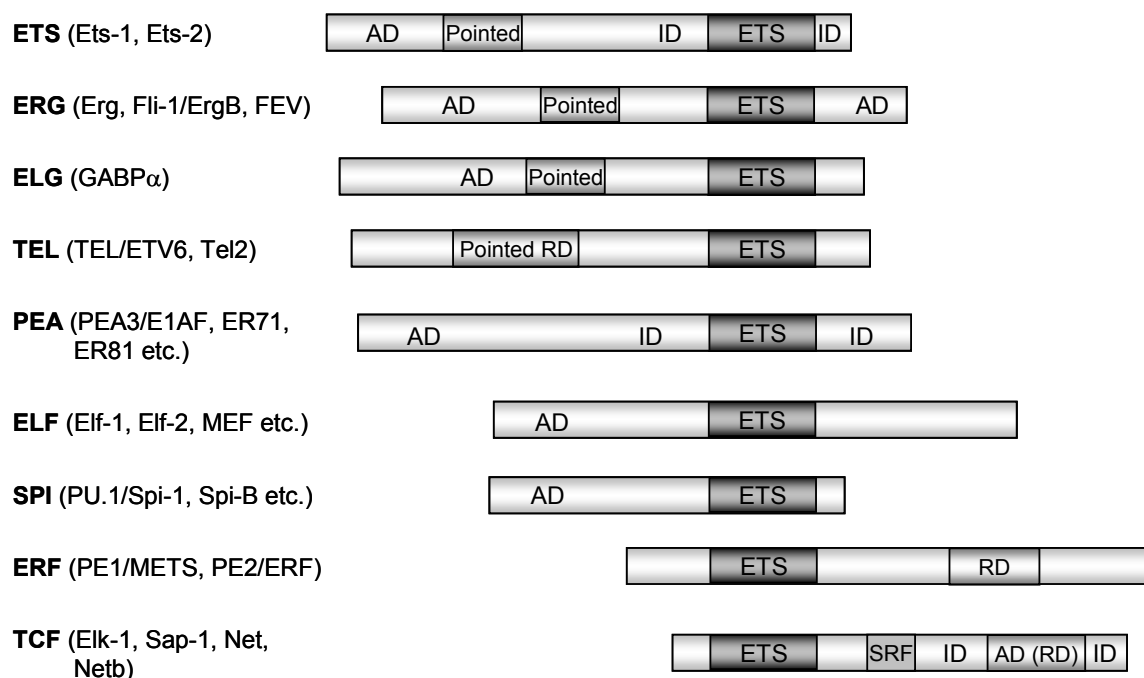 ETS (Ets-1, Ets-2) AD Pointed ID ETS ID
ERG (Erg, Fli-1/ErgB, FEV) AD Pointed ETS AD
ELG (GABPα) AD Pointed ETS
TEL (TEL/ETV6, Tel2) Pointed RD ETS
PEA (PEA3/E1AF, ER71, AD ID ETS ID
ER81 etc.)
ELF (Elf-1, Elf-2, MEF etc.) AD ETS
SPI (PU.1/Spi-1, Spi-B etc.) AD ETS
ERF (PE1/METS, PE2/ERF) ETS RD
TCF (Elk-1, Sap-1, Net, ETS SRF ID AD (RD) ID
Netb)